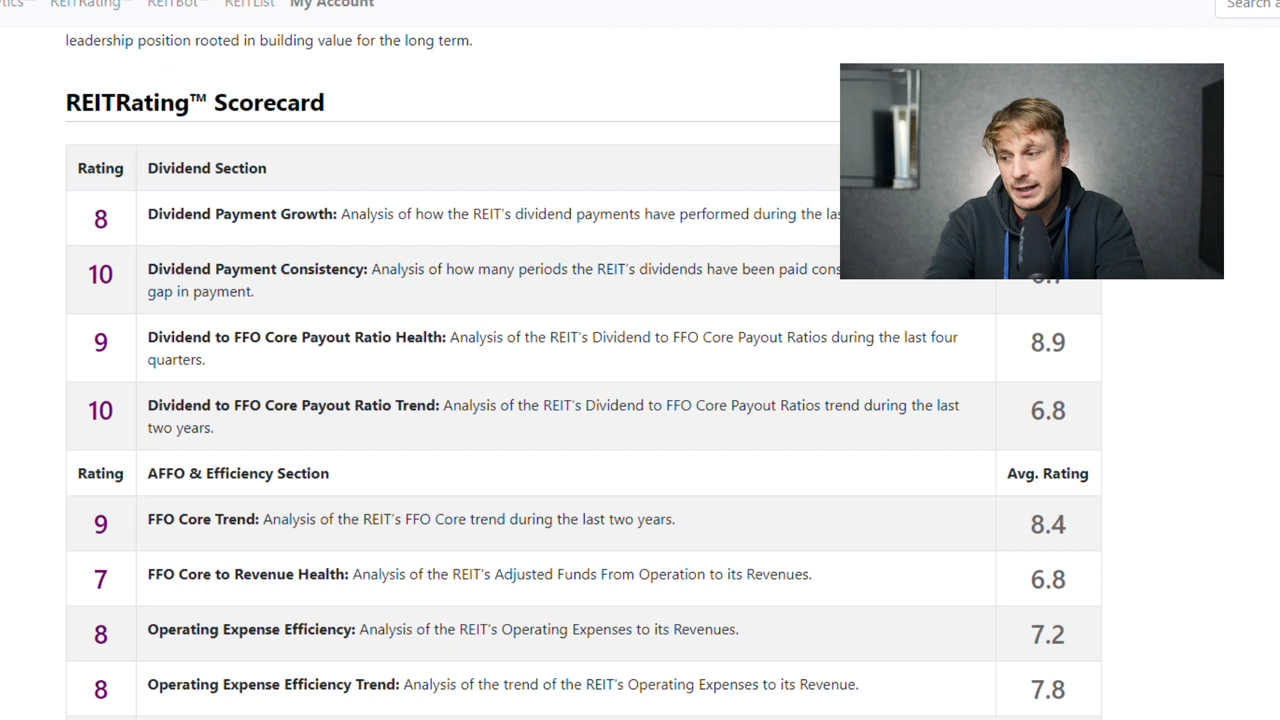 REITRating™ REITBot™ REITList My Account
Search
leadership position rooted in building value for the long term.
REITRating™ Scorecard
Rating Dividend Section
8 Dividend Payment Growth: Analysis of how the REIT's dividend payments have performed during the
10 Dividend Payment Consistency: Analysis of how many periods the REIT's dividends have been paid
gap in payment.
9 Dividend to FFO Core Payout Ratio Health: Analysis of the REIT's Dividend to FFO Core Payout Ratios during the last four 8.9
quarters.
10 Dividend to FFO Core Payout Ratio Trend: Analysis of the REIT's Dividend to FFO Core Payout Ratios trend during the last 6.8
two years.
Rating AFFO & Efficiency Section Avg. Rating
9 FFO Core Trend: Analysis of the REIT's FFO Core trend during the last two years. 8.4
7 FFO Core to Revenue Health: Analysis of the REIT's Adjusted Funds From Operation to its Revenues. 6.8
8 Operating Expense Efficiency: Analysis of the REIT's Operating Expenses to its Revenues. 7.2
8 Operating Expense Efficiency Trend: Analysis of the trend of the REIT's Operating Expenses to its Revenue. 7.8